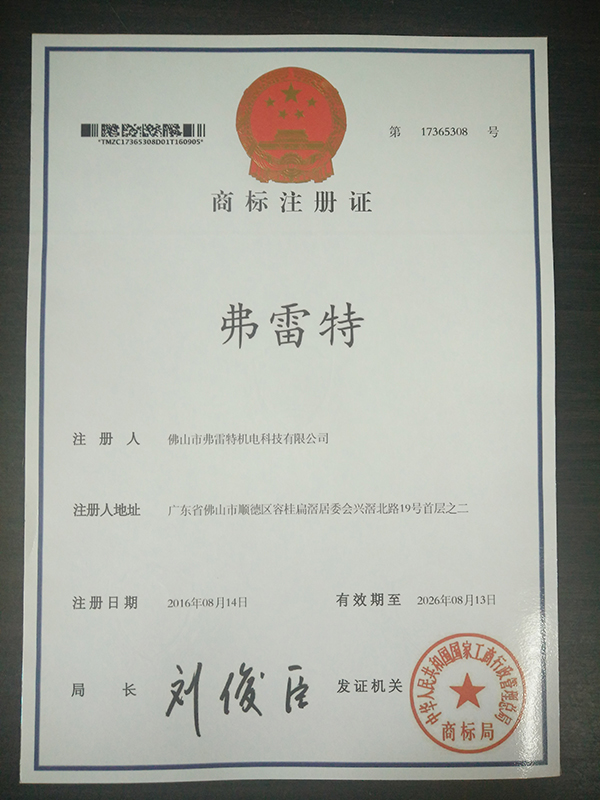 第 17365308 号
*TMZC17365308D01T160905*
商标注册证
弗雷特
注册人 佛山市弗雷特机电科技有限公司
注册人地址 广东省佛山市顺德区容桂扁滘居委会兴滘北路19号首层之二
注册日期 2016年08月14日 有效期至 2026年08月13日
局长 刘俊臣 发证机关
中华人民共和国国家工商行政管理总局
商标局